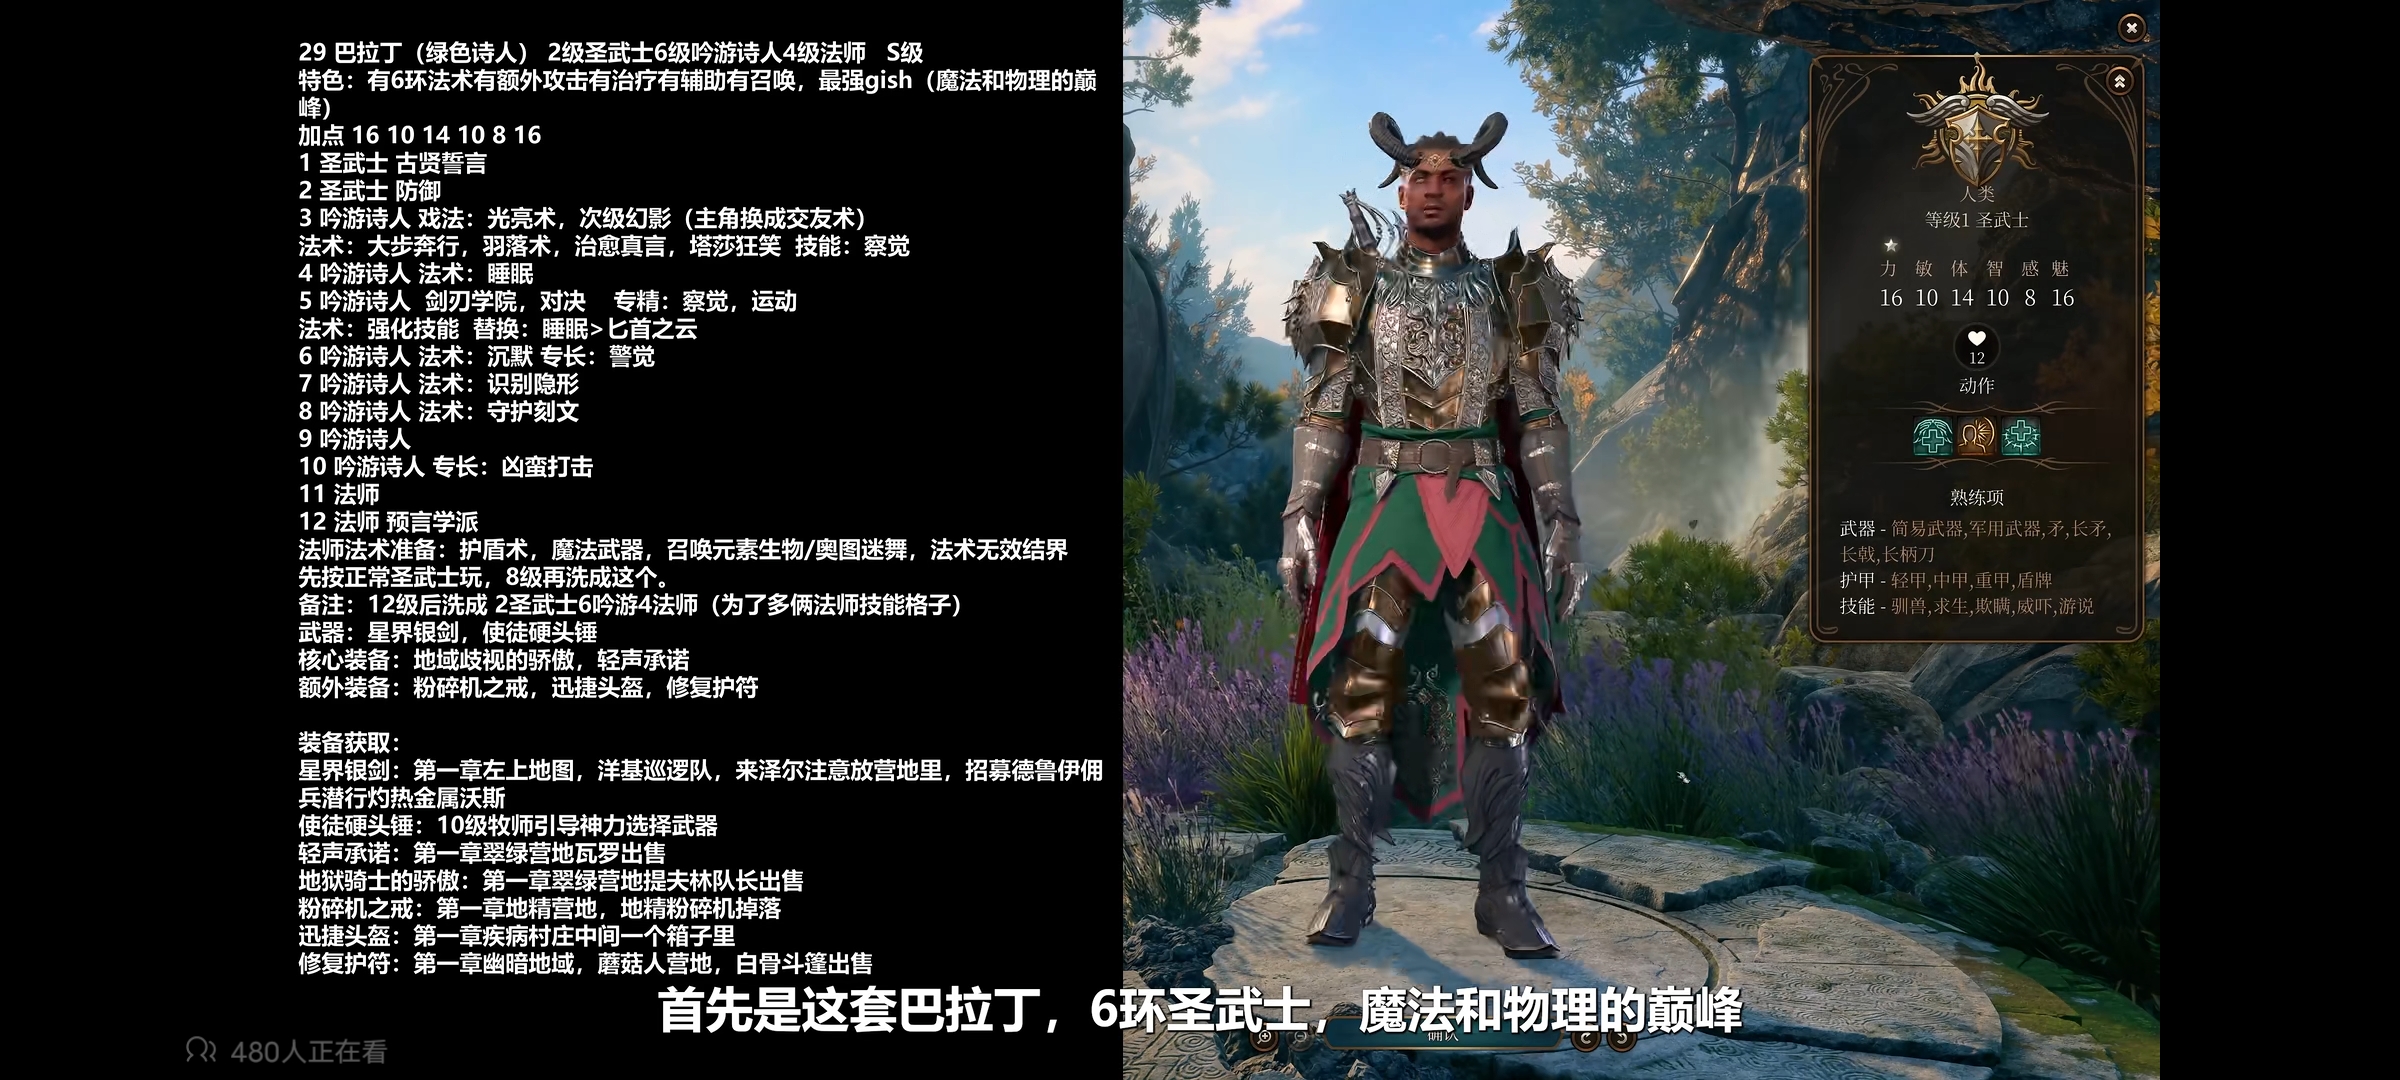 29 巴拉丁（绿色诗人） 2级圣武士6级吟游诗人4级法师 S级
特色：有6环法术有额外攻击有治疗有辅助有召唤，最强gish（魔法和物理的巅
峰）
加点 16 10 14 10 8 16
1 圣武士 古贤誓言
2 圣武士 防御
3 吟游诗人 戏法：光亮术，次级幻影（主角换成交友术）
法术：大步奔行，羽落术，治愈真言，塔莎狂笑 技能：察觉
4 吟游诗人 法术：睡眠
5 吟游诗人 剑刃学院，对决 专精：察觉，运动
法术：强化技能 替换：睡眠>匕首之云
6 吟游诗人 法术：沉默 专长：警觉
7 吟游诗人 法术：识别隐形
8 吟游诗人 法术：守护刻文
9 吟游诗人
10 吟游诗人 专长：凶蛮打击
11 法师
12 法师 预言学派
法师法术准备：护盾术，魔法武器，召唤元素生物/奥图迷舞，法术无效结界
先按正常圣武士玩，8级再洗成这个。
备注：12级后洗成 2圣武士6吟游4法师（为了多俩法师技能格子）
武器：星界银剑，使徒硬头锤
核心装备：地域歧视的骄傲，轻声承诺
额外装备：粉碎机之戒，迅捷头盔，修复护符
装备获取：
星界银剑：第一章左上地图，洋基巡逻队，来泽尔注意放营地里，招募德鲁伊佣
兵潜行灼热金属沃斯
使徒硬头锤：10级牧师引导神力选择武器
轻声承诺：第一章翠绿营地瓦罗出售
地狱骑士的骄傲：第一章翠绿营地提夫林队长出售
粉碎机之戒：第一章地精营地，地精粉碎机掉落
迅捷头盔：第一章疾病村庄中间一个箱子里
修复护符：第一章幽暗地域，蘑菇人营地，白骨斗篷出售
人类
等级1 圣武士
力 敏 体 智 感 魅
16 10 14 10 8 16
12
动作
熟练项
武器 - 简易武器,军用武器,矛,长矛,
长戟,长柄刀
护甲 - 轻甲,中甲,重甲,盾牌
技能 - 驯兽,求生,欺瞒,威吓,游说
首先是这套巴拉丁，6环圣武士，魔法和物理的巅峰
确认
480人正在看